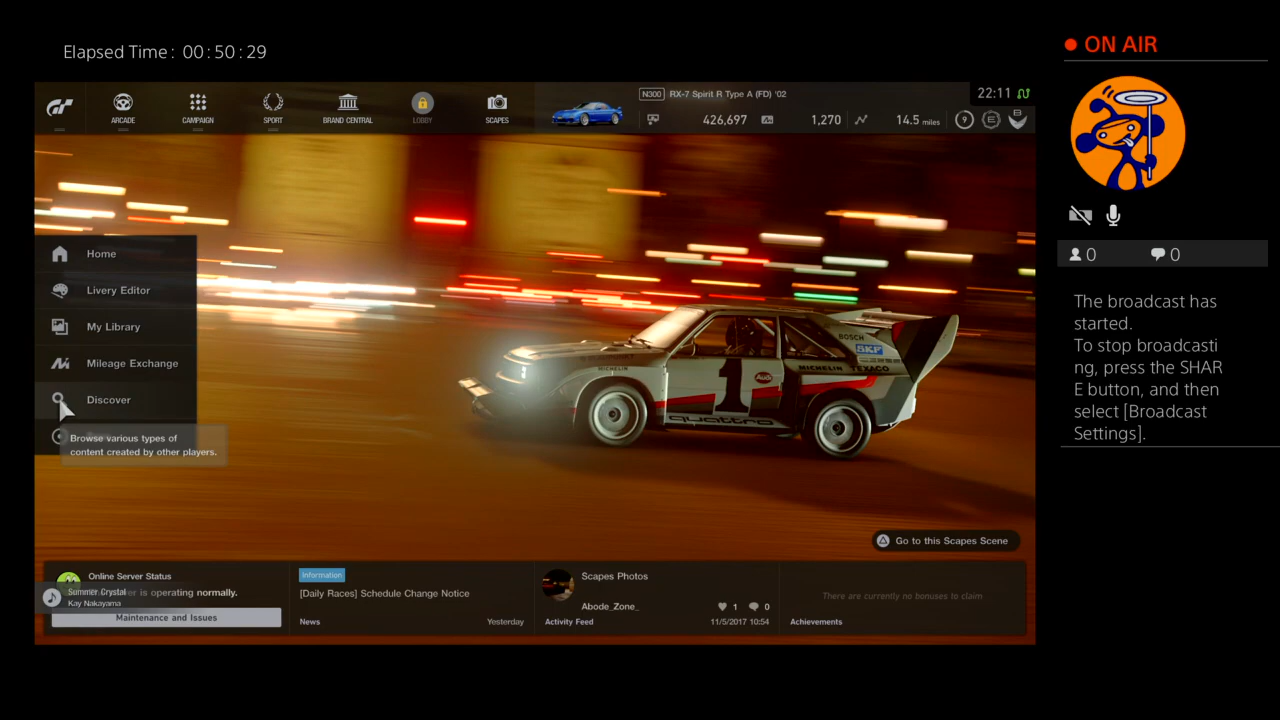 Elapsed Time: 00:50:29
ON AIR
ARCADE
CAMPAIGN
SPORT
BRAND CENTRAL
LOBBY
SCAPES
N300 RX-7 Spirit R Type A (FD) '02
22:11
426,697
1,270
14.5 miles
9
E
B
0
0
The broadcast has
started.
To stop broadcasti
ng, press the SHAR
E button, and then
select [Broadcast
Settings].
Home
Livery Editor
My Library
Mileage Exchange
Discover
Browse various types of
content created by other players.
BOSCH
SKF
MICHELIN
MICHELIN TEXACO
1
Audi
quattro
Go to this Scapes Scene
Online Server Status
er is operating normally.
Summer Crystal
Kay Nakayama
Maintenance and Issues
Information
[Daily Races] Schedule Change Notice
News
Yesterday
Scapes Photos
Abode_Zone_
1
0
Activity Feed
11/5/2017 10:54
There are currently no bonuses to claim
Achievements